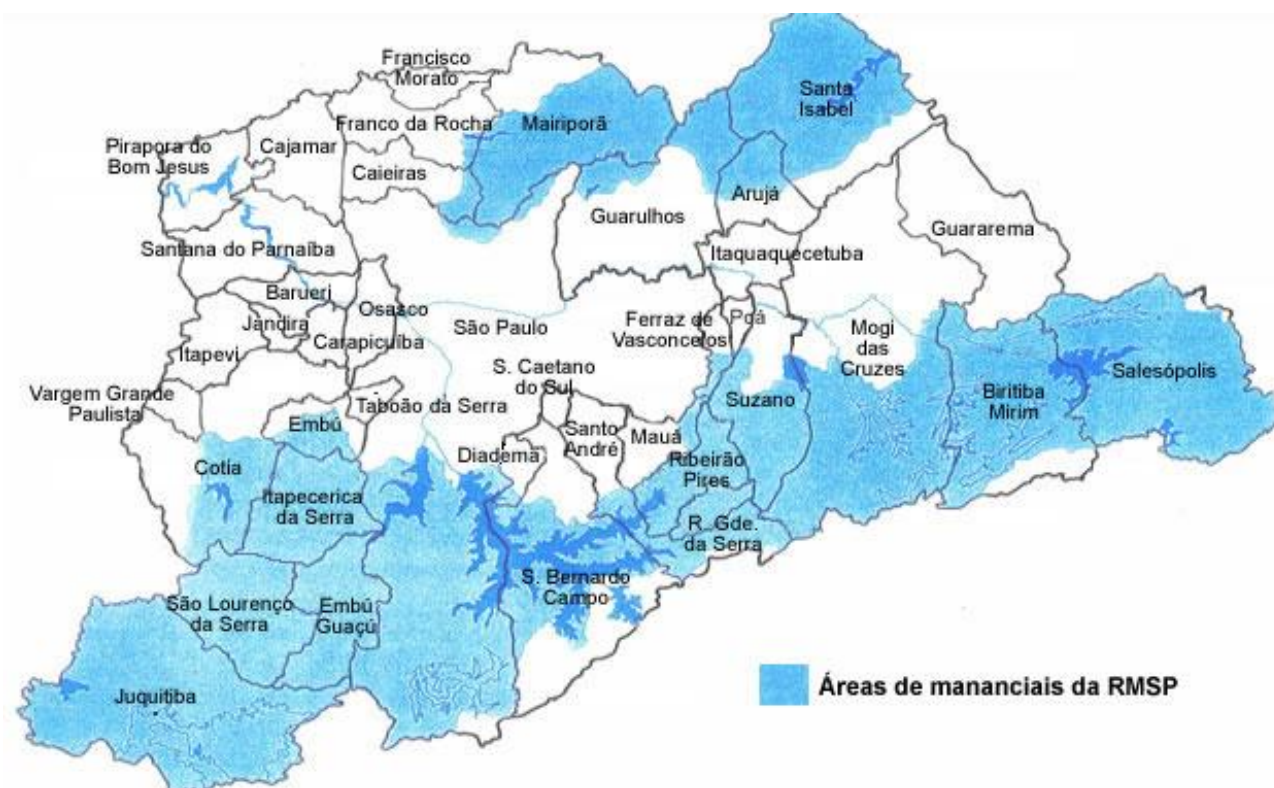 Francisco
Morato
Franco da Rocha
Mairiporã
Santa
Isabel
Pirapora do
Bom Jesus
Cajamar
Caieiras
Arujá
Guarulhos
Guararema
Santana do Parnaíba
Itaquaquecetuba
Barueri
Osasco
Jandira
Carapicuíba
São Paulo
Ferraz de
Vasconcelos
Poá
Mogi
das
Cruzes
Itapevi
S. Caetano
do Sul
Salesópolis
Biritiba
Mirim
Vargem Grande
Paulista
Taboão da Serra
Suzano
Embú
Santo
André
Mauá
Diadema
Cotia
Ribeirão
Pires
Itapecerica
da Serra
R. Gde.
da Serra
S. Bernardo
Campo
São Lourenço
da Serra
Embú
Guaçú
Juquitiba
Áreas de mananciais da RMSP